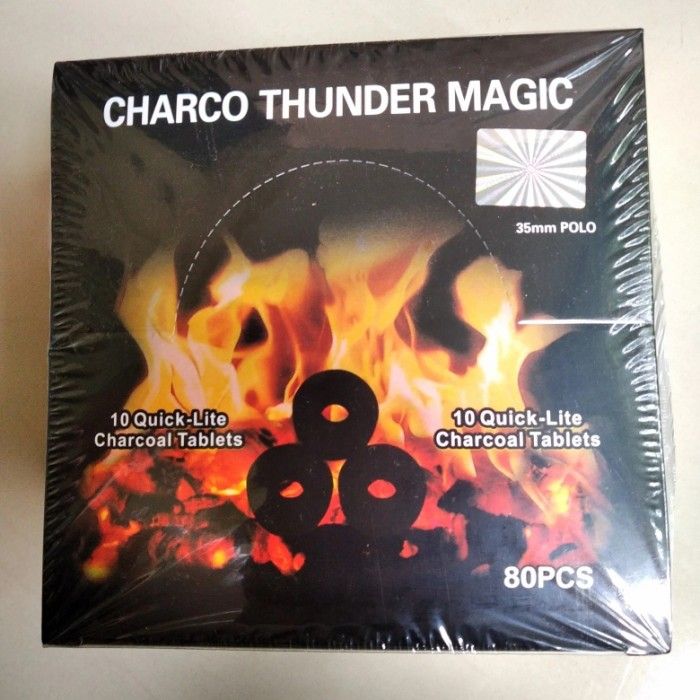 CHARCO THUNDER MAGIC
35mm POLO
10 Quick-Lite
Charcoal Tablets
10 Quick-Lite
Charcoal Tablets
80PCS